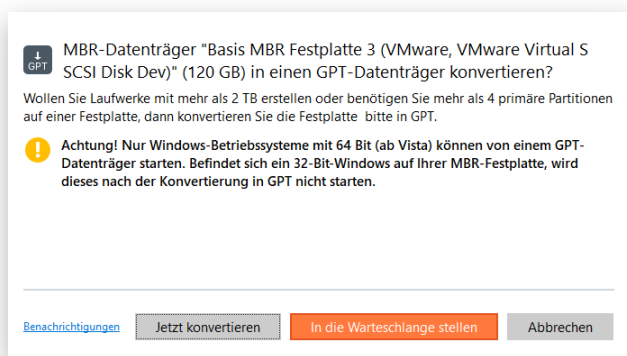 GPT
MBR-Datenträger "Basis MBR Festplatte 3 (VMware, VMware Virtual S
SCSI Disk Dev)" (120 GB) in einen GPT-Datenträger konvertieren?
Wollen Sie Laufwerke mit mehr als 2 TB erstellen oder benötigen Sie mehr als 4 primäre Partitionen
auf einer Festplatte, dann konvertieren Sie die Festplatte bitte in GPT.
Achtung! Nur Windows-Betriebssysteme mit 64 Bit (ab Vista) können von einem GPT-
Datenträger starten. Befindet sich ein 32-Bit-Windows auf Ihrer MBR-Festplatte, wird
dieses nach der Konvertierung in GPT nicht starten.
Benachrichtigungen Jetzt konvertieren In die Warteschlange stellen Abbrechen